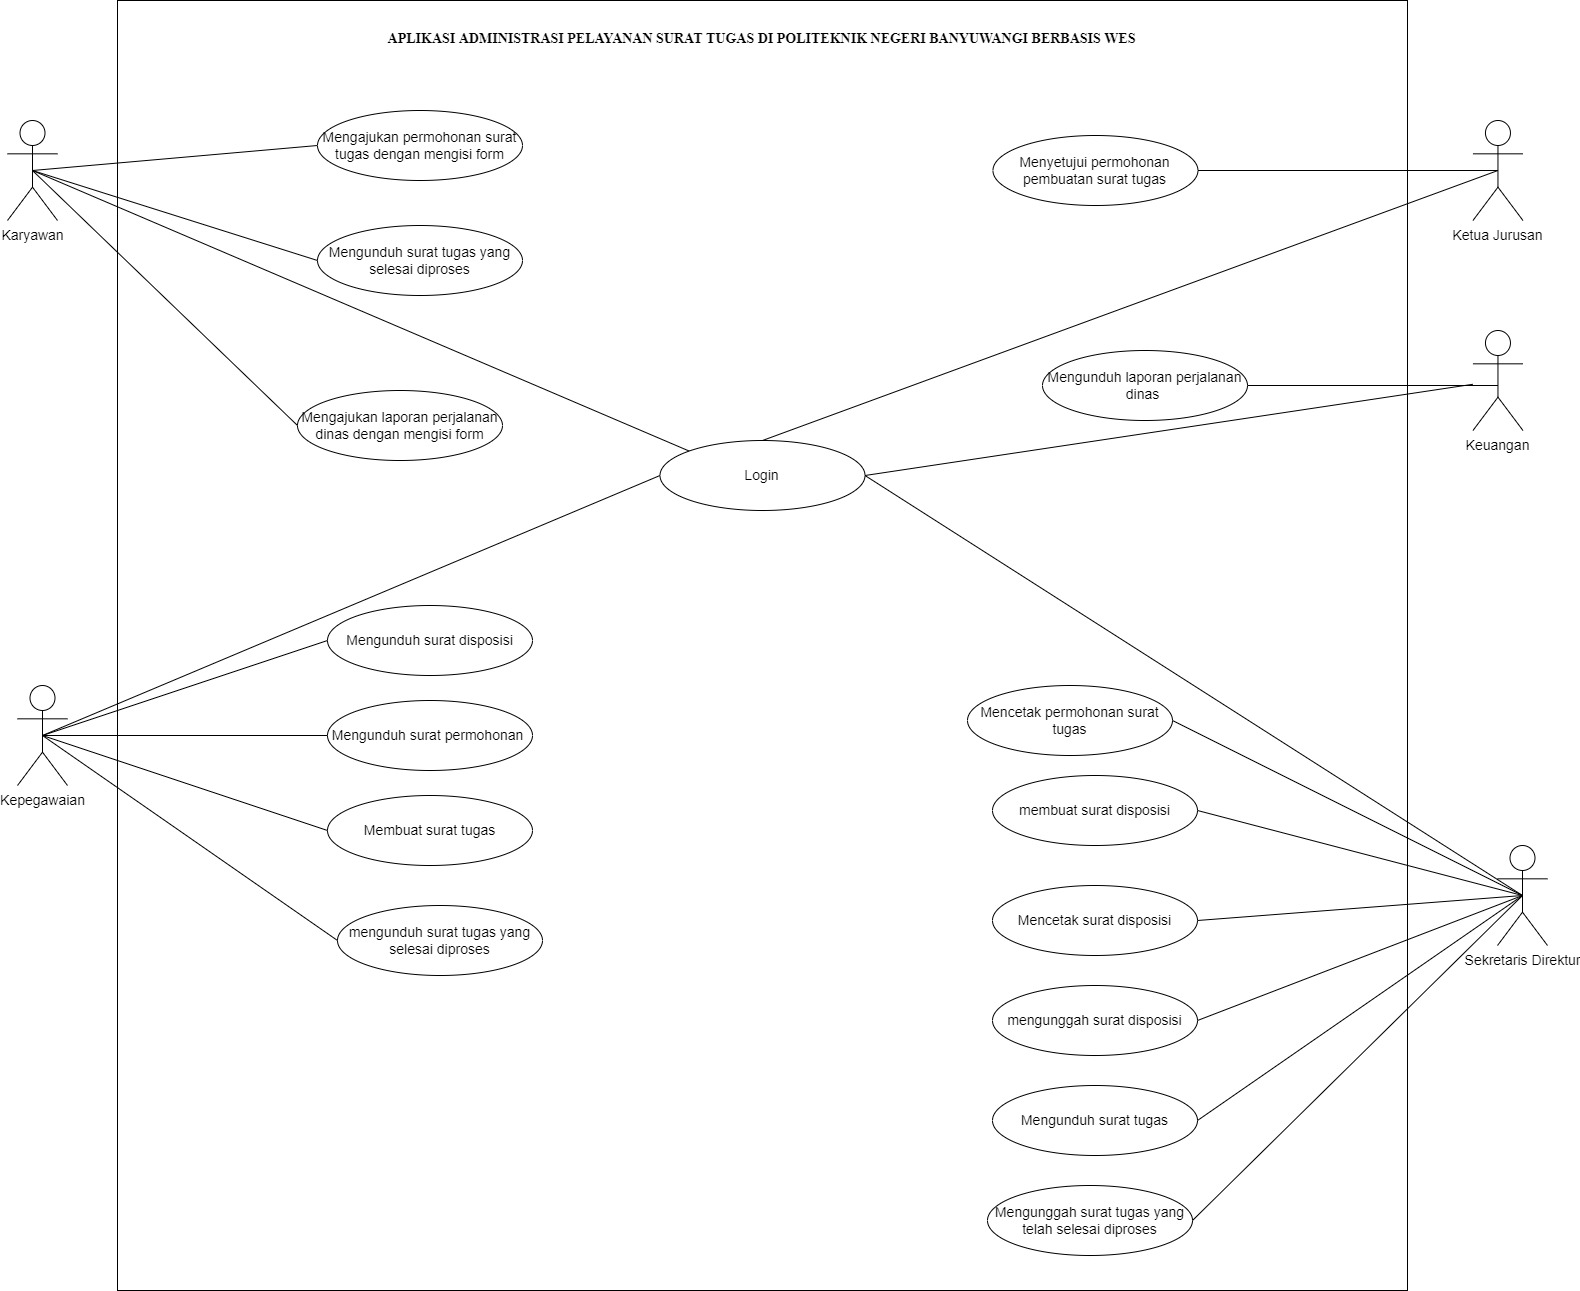 APLIKASI ADMINISTRASI PELAYANAN SURAT TUGAS DI POLITEKNIK NEGERI BANYUWANGI BERBASIS WES
Mengajukan permohonan surat
tugas dengan mengisi form
Karyawan
Mengunduh surat tugas yang
selesai diproses
Mengajukan laporan perjalanan
dinas dengan mengisi form
Menyetujui permohonan
pembuatan surat tugas
Ketua Jurusan
Mengunduh laporan perjalanan
dinas
Keuangan
Login
Mengunduh surat disposisi
Mengunduh surat permohonan
Kepegawaian
Membuat surat tugas
mengunduh surat tugas yang
selesai diproses
Mencetak permohonan surat
tugas
membuat surat disposisi
Mencetak surat disposisi
Sekretaris Direktur
mengunggah surat disposisi
Mengunduh surat tugas
Mengunggah surat tugas yang
telah selesai diproses